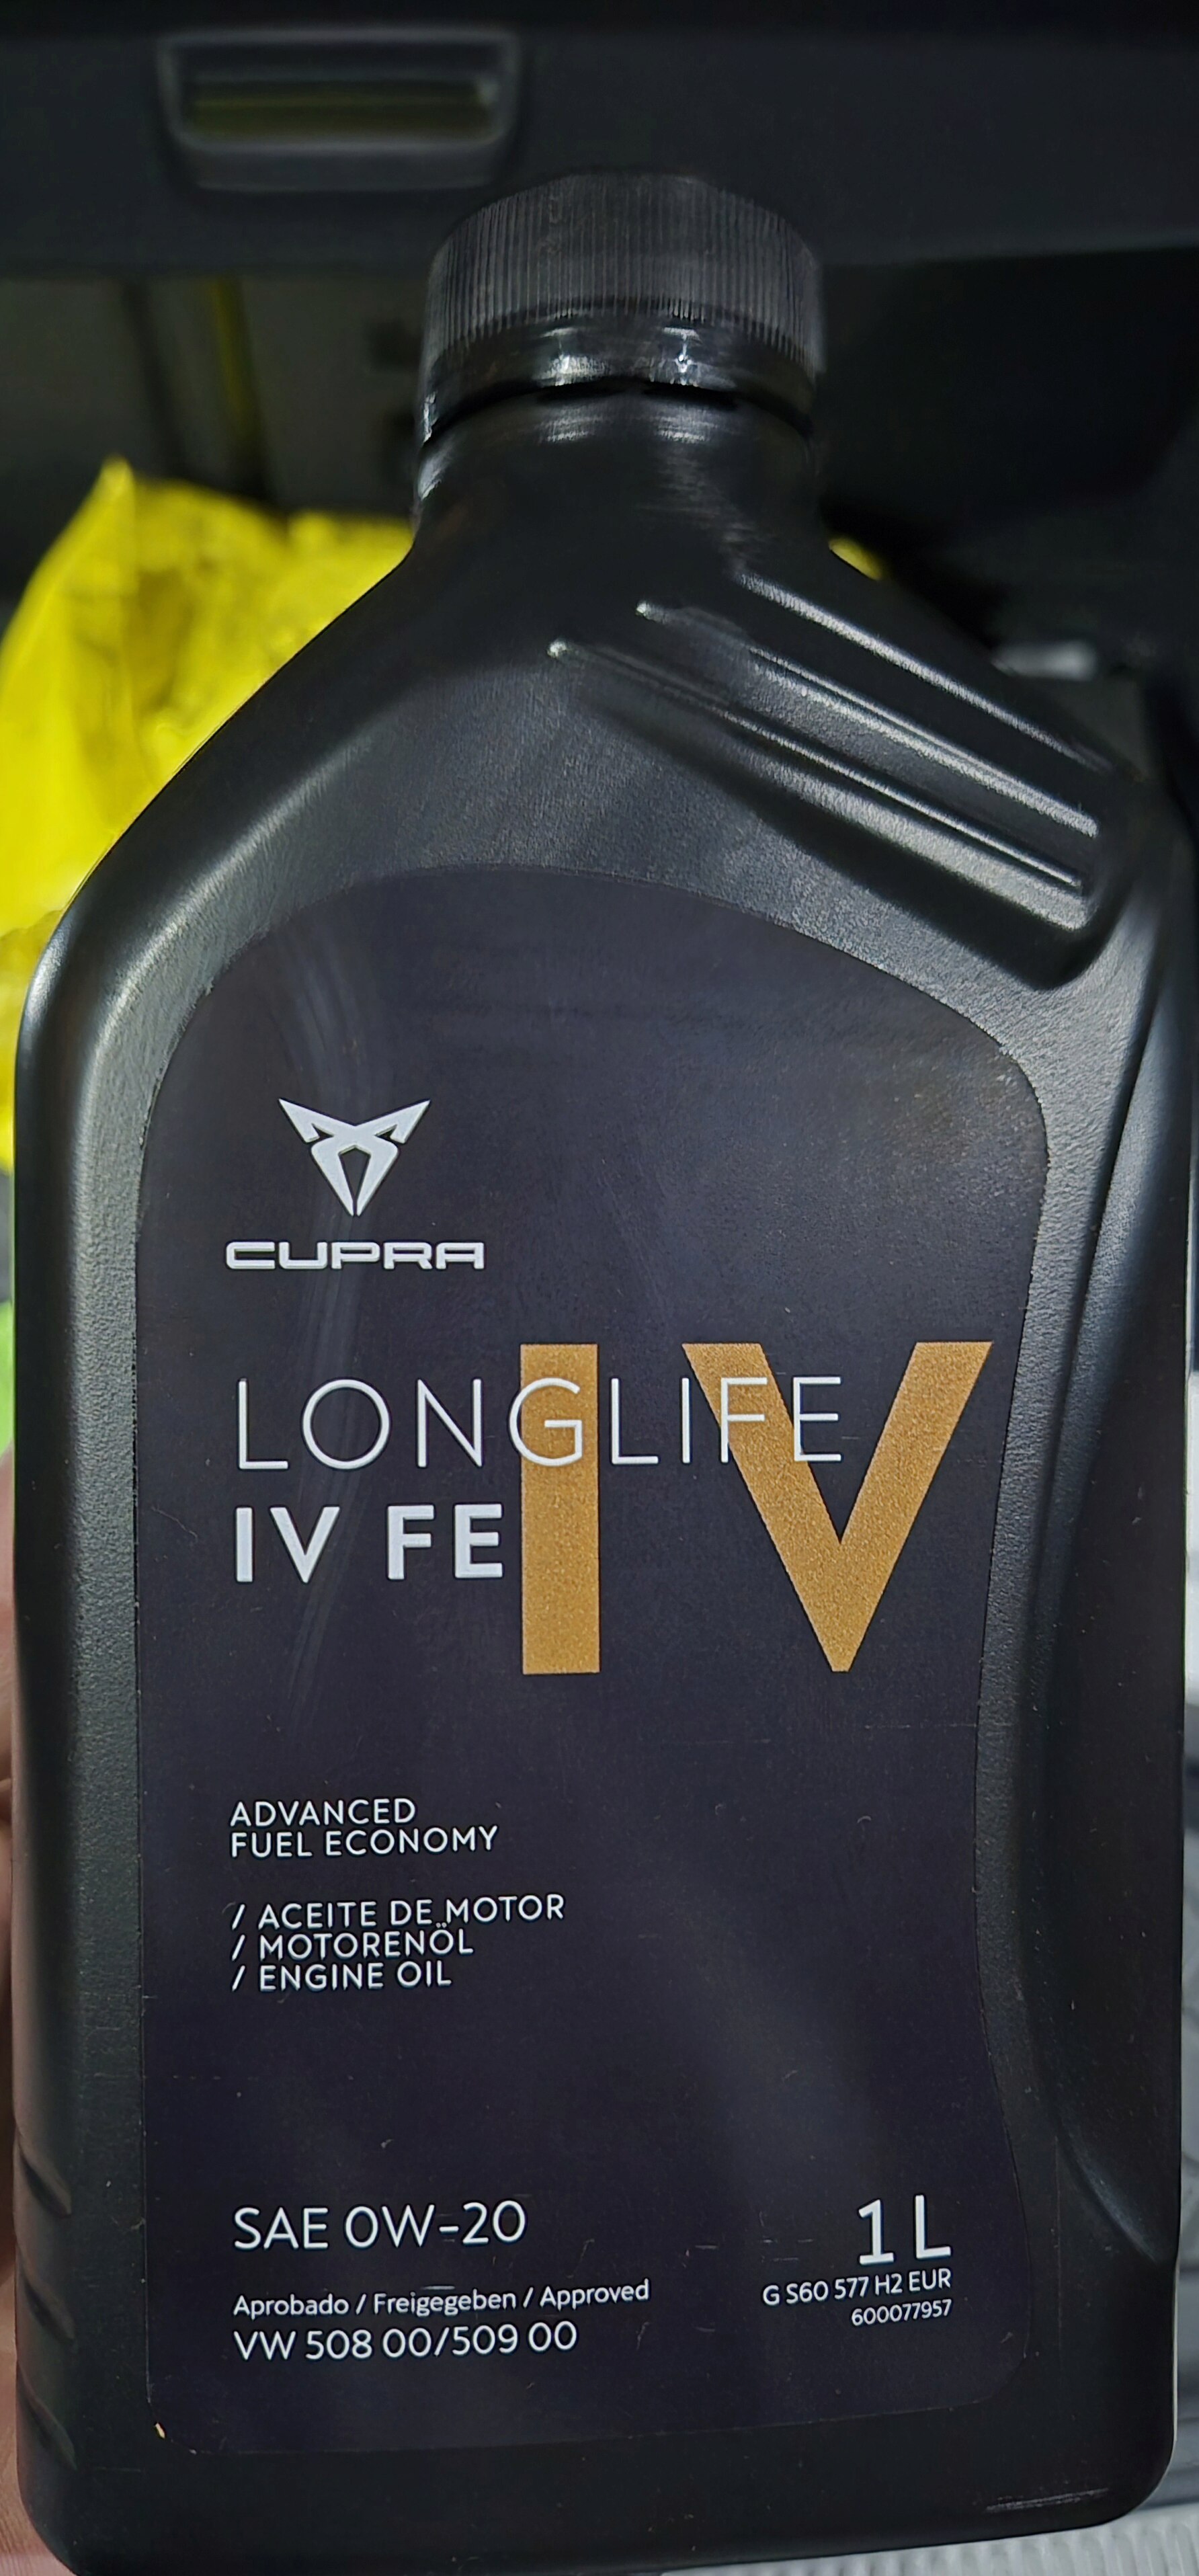 CUPRA
LONGLIFE IV
IV FE
ADVANCED
FUEL ECONOMY
/ ACEITE DE MOTOR
/ MOTORENÖL
/ ENGINE OIL
SAE 0W-20
Aprobado / Freigegeben / Approved
VW 508 00/509 00
1 L
G S60 577 H2 EUR
600077957